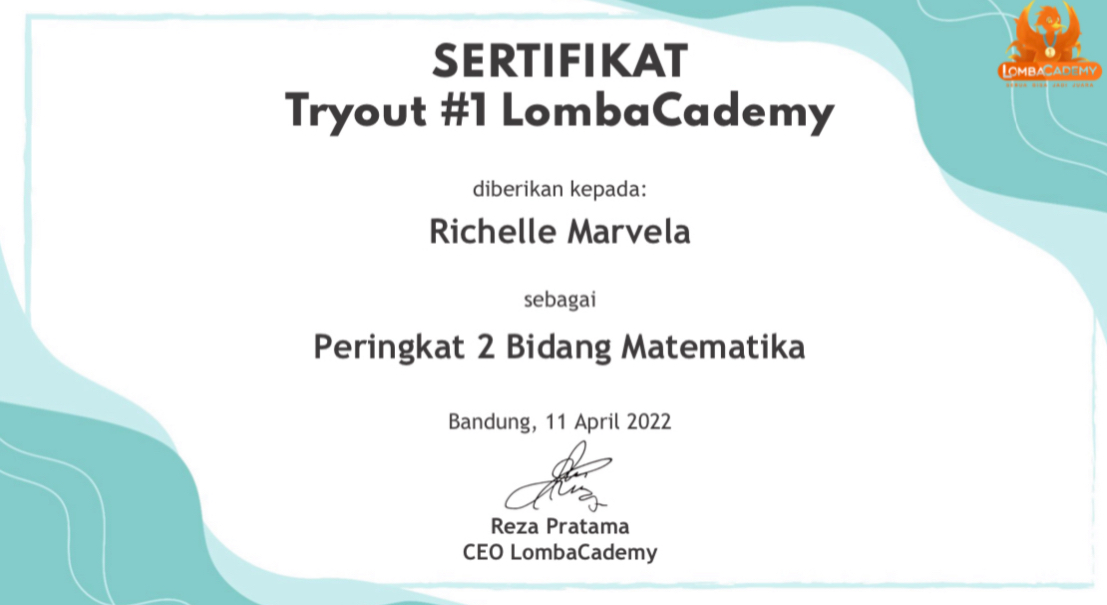 SERTIFIKAT
Tryout #1 LombaCademy
LOMBACADEMY
diberikan kepada:
Richelle Marvela
sebagai
Peringkat 2 Bidang Matematika
Bandung, 11 April 2022
Reza Pratama
CEO LombaCademy